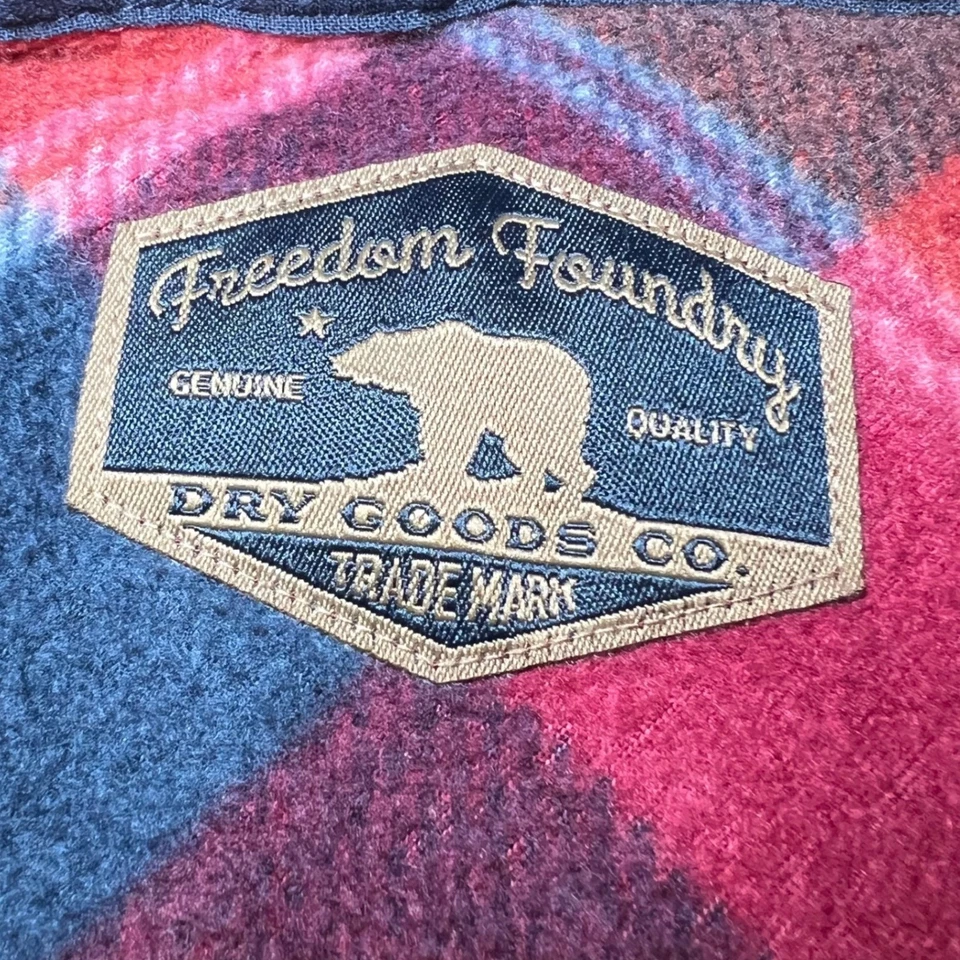 Freedom Foundry
GENUINE
QUALITY
DRY GOODS CO.
TRADE MARK